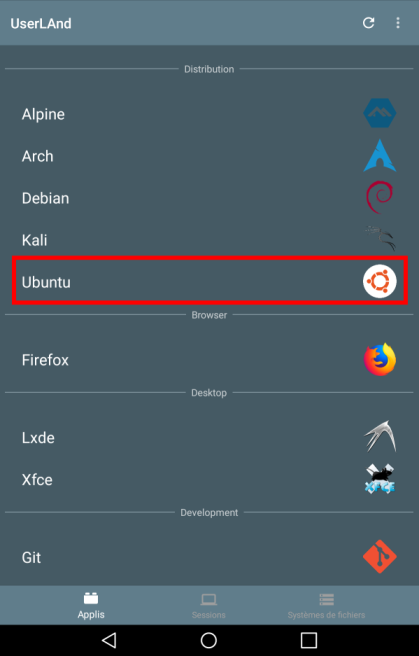 UserLAnd
Distribution
Alpine
Arch
Debian
Kali
Ubuntu
Browser
Firefox
Desktop
Lxde
Xfce
Development
Git
Applis
Sessions
Systèmes de fichiers